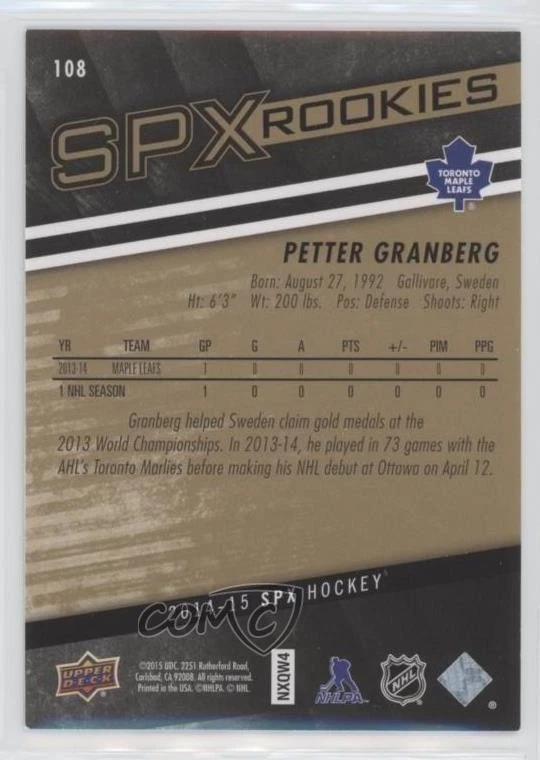 108
SPX ROOKIES
TORONTO
MAPLE
LEAFS
®
PETTER GRANBERG
Born: August 27, 1992 Gallivare, Sweden
Ht: 6'3" Wt: 200 lbs. Pos: Defense Shoots: Right
YR TEAM GP G A PTS +/- PIM PPG
2013-14 MAPLE LEAFS 1 0 0 0 0 0 0
1 NHL SEASON 1 0 0 0 0 0 0
Granberg helped Sweden claim gold medals at the
2013 World Championships. In 2013-14, he played in 73 games with the
AHL's Toronto Marlies before making his NHL debut at Ottawa on April 12.
2014-15 SPX HOCKEY
COMC
UPPER
D·E·C·K
©2015 UDC. 2251 Rutherford Road,
Carlsbad, CA 92008. All rights reserved.
Printed in the USA. ©NHLPA. © NHL.
NXQW4
NHLPA
NHL
®